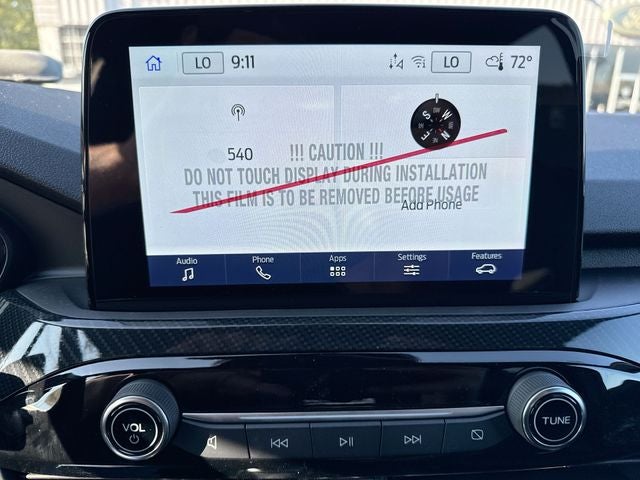 LO 9:11 LO 72°
540
!!! CAUTION !!!
DO NOT TOUCH DISPLAY DURING INSTALLATION
THIS FILM IS TO BE REMOVED BEFORE USAGE
Add Phone
Audio Phone Apps Settings Features
VOL
TUNE